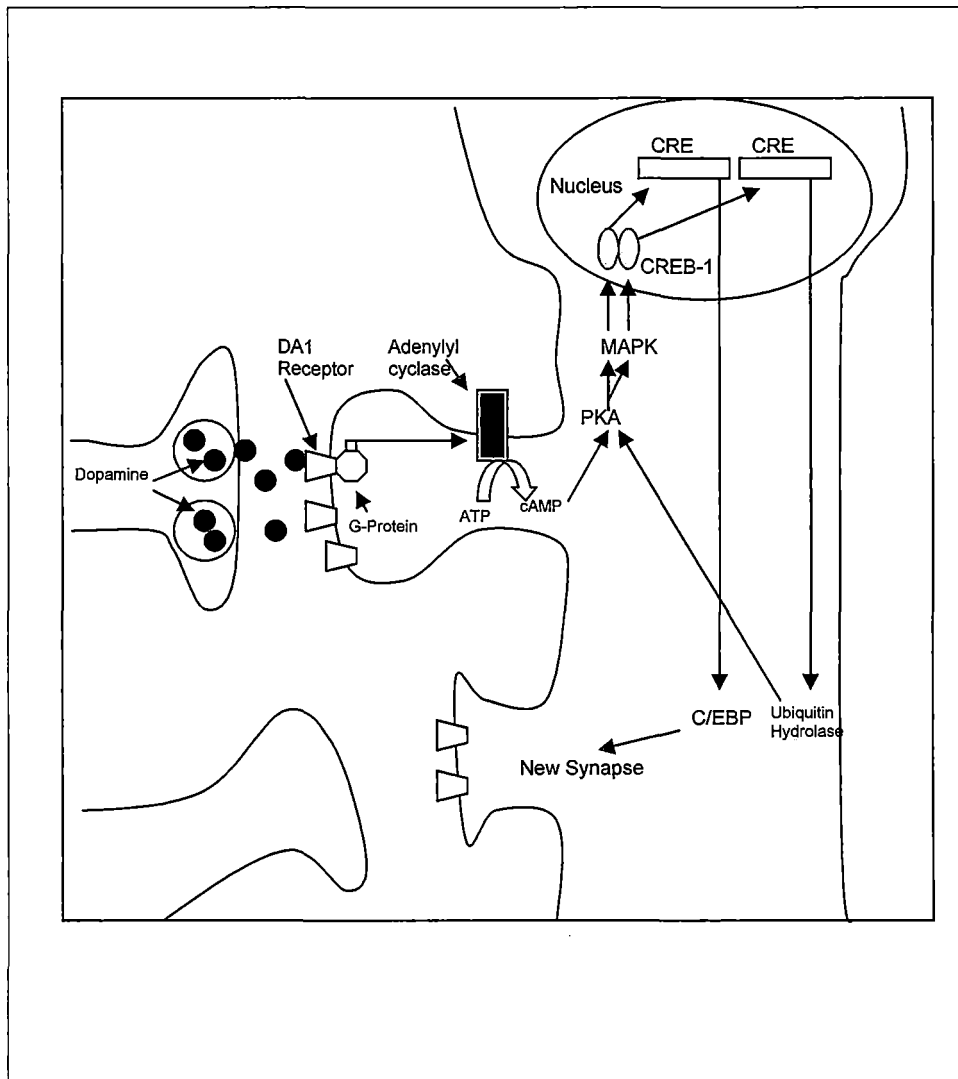 CRE
CRE
Nucleus
CREB-1
DA1
Receptor
Adenylyl
cyclase
MAPK
PKA
Dopamine
G-Protein
ATP
cAMP
C/EBP
Ubiquitin
Hydrolase
New Synapse